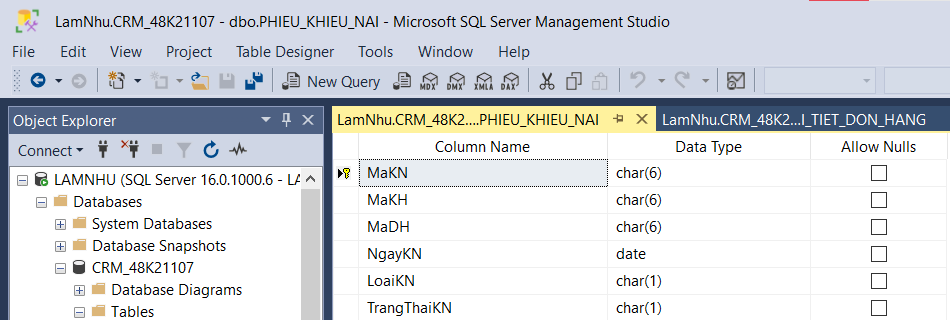 LamNhu.CRM_48K21107 - dbo.PHIEU_KHIEU_NAI - Microsoft SQL Server Management Studio
File Edit View Project Table Designer Tools Window Help
New Query MDX DMX XMLA DAX
Object Explorer
LamNhu.CRM_48K2....PHIEU_KHIEU_NAI LamNhu.CRM_48K2...I_TIET_DON_HANG
Connect
Column Name Data Type Allow Nulls
LAMNHU (SQL Server 16.0.1000.6 - LA
Databases
System Databases
Database Snapshots
CRM_48K21107
Database Diagrams
Tables
MaKN char(6)
MaKH char(6)
MaDH char(6)
NgayKN date
LoaiKN char(1)
TrangThaiKN char(1)